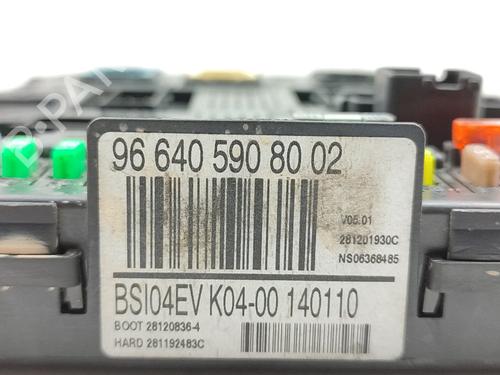 96 640 590 80 02
V05.01
281201930C
NS06368485
BSI04EV K04-00 140110
BOOT 28120836-4
HARD 281192483C